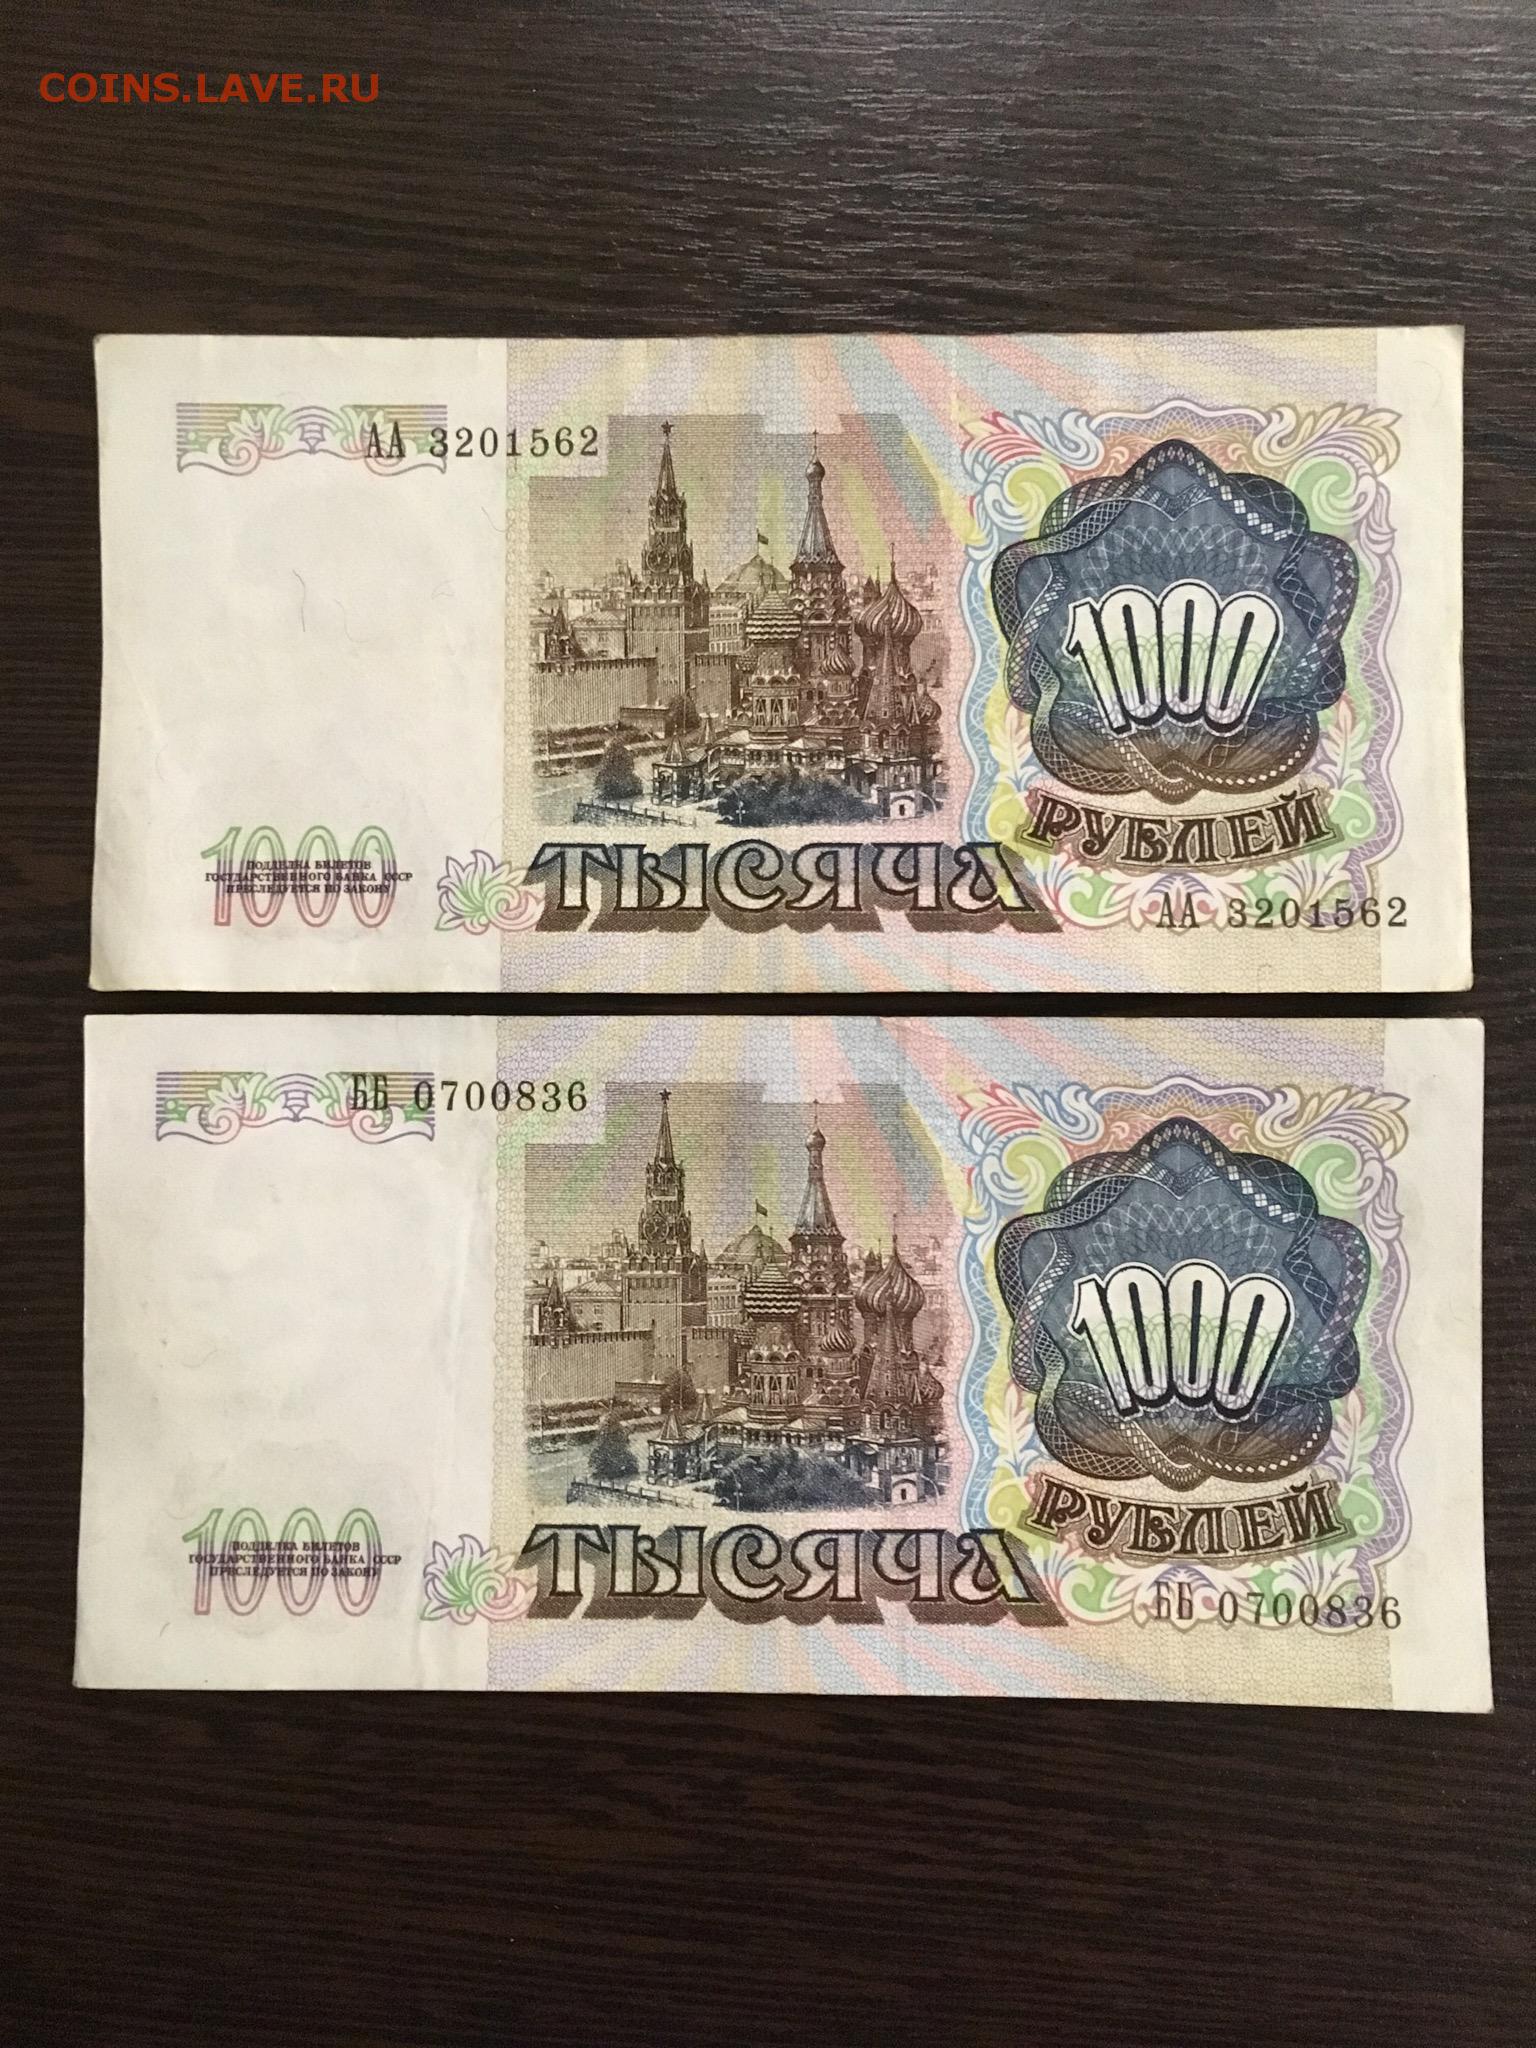 COINS.LAVE.RU
АА 3201562
1000
РУБЛЕЙ
1000
ПОДДЕЛКА БИЛЕТОВ
ГОСУДАРСТВЕННОГО БАНКА СССР
ПРЕСЛЕДУЕТСЯ ПО ЗАКОНУ
ТЫСЯЧА
АА 3201562
ББ 0700836
1000
РУБЛЕЙ
1000
ПОДДЕЛКА БИЛЕТОВ
ГОСУДАРСТВЕННОГО БАНКА СССР
ПРЕСЛЕДУЕТСЯ ПО ЗАКОНУ
ТЫСЯЧА
ББ 0700836